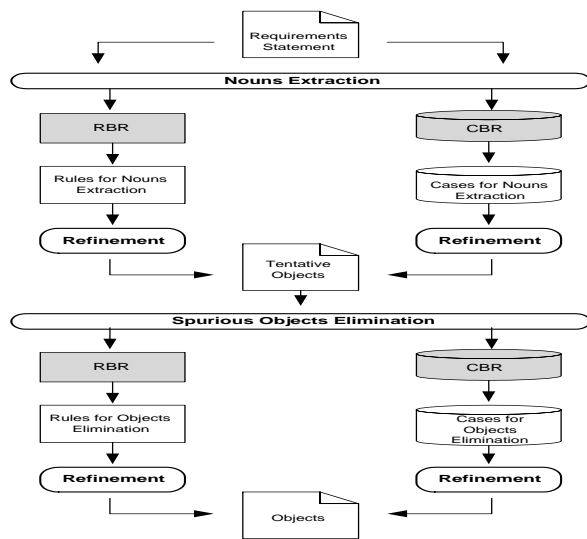 Requirements
Statement
Nouns Extraction
RBR
CBR
Rules for Nouns
Extraction
Cases for Nouns
Extraction
Refinement
Refinement
Tentative
Objects
Spurious Objects Elimination
RBR
CBR
Rules for Objects
Elimination
Cases for
Objects
Elimination
Refinement
Refinement
Objects